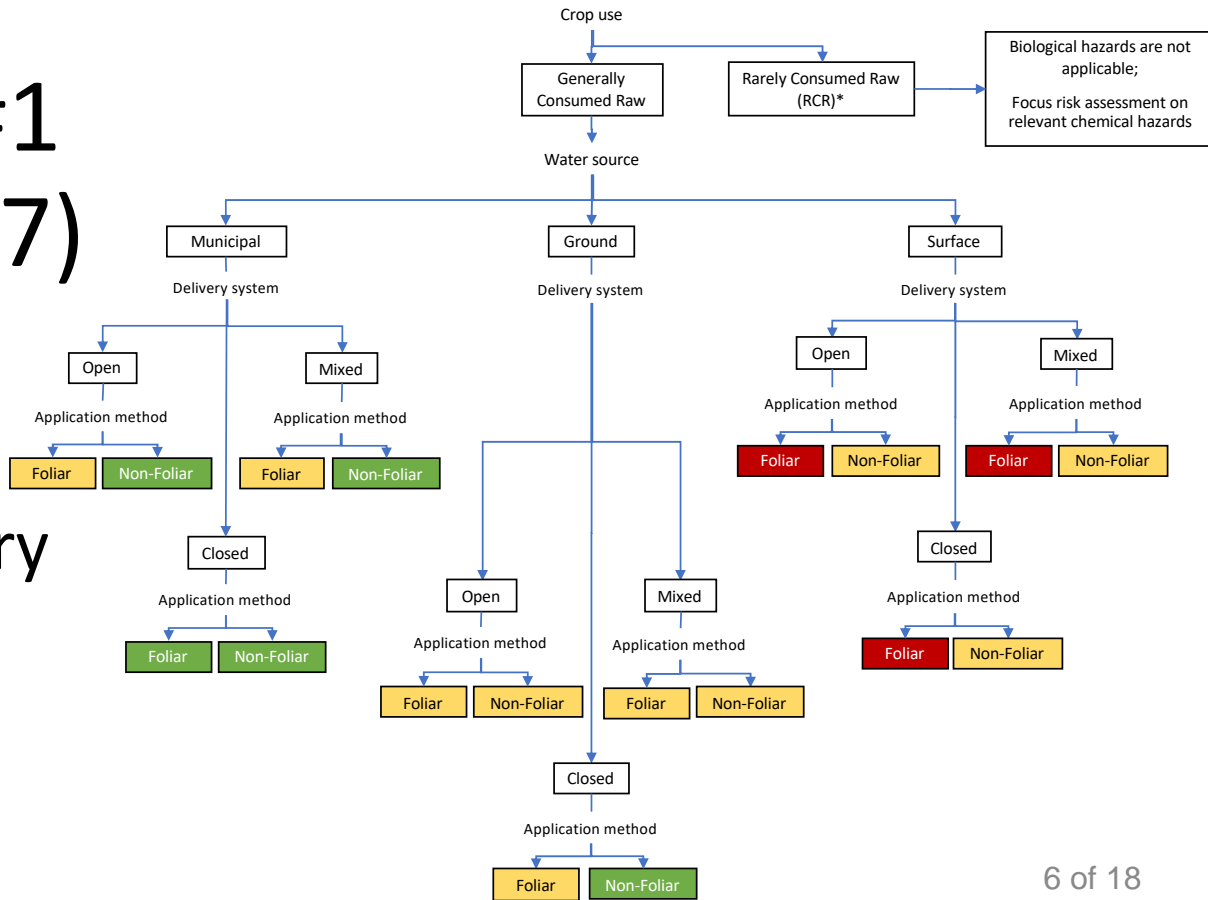 Crop use
#1
7)
ry
Generally
Consumed Raw
Rarely Consumed Raw
(RCR)*
Biological hazards are not
applicable;
Focus risk assessment on
relevant chemical hazards
Water source
Municipal
Ground
Surface
Delivery system
Delivery system
Delivery system
Open
Mixed
Open
Mixed
Application method
Application method
Application method
Application method
Foliar
Non-Foliar
Foliar
Non-Foliar
Foliar
Non-Foliar
Foliar
Non-Foliar
Closed
Closed
Application method
Application method
Foliar
Non-Foliar
Foliar
Non-Foliar
Open
Mixed
Application method
Application method
Foliar
Non-Foliar
Foliar
Non-Foliar
Closed
Application method
Foliar
Non-Foliar
6 of 18